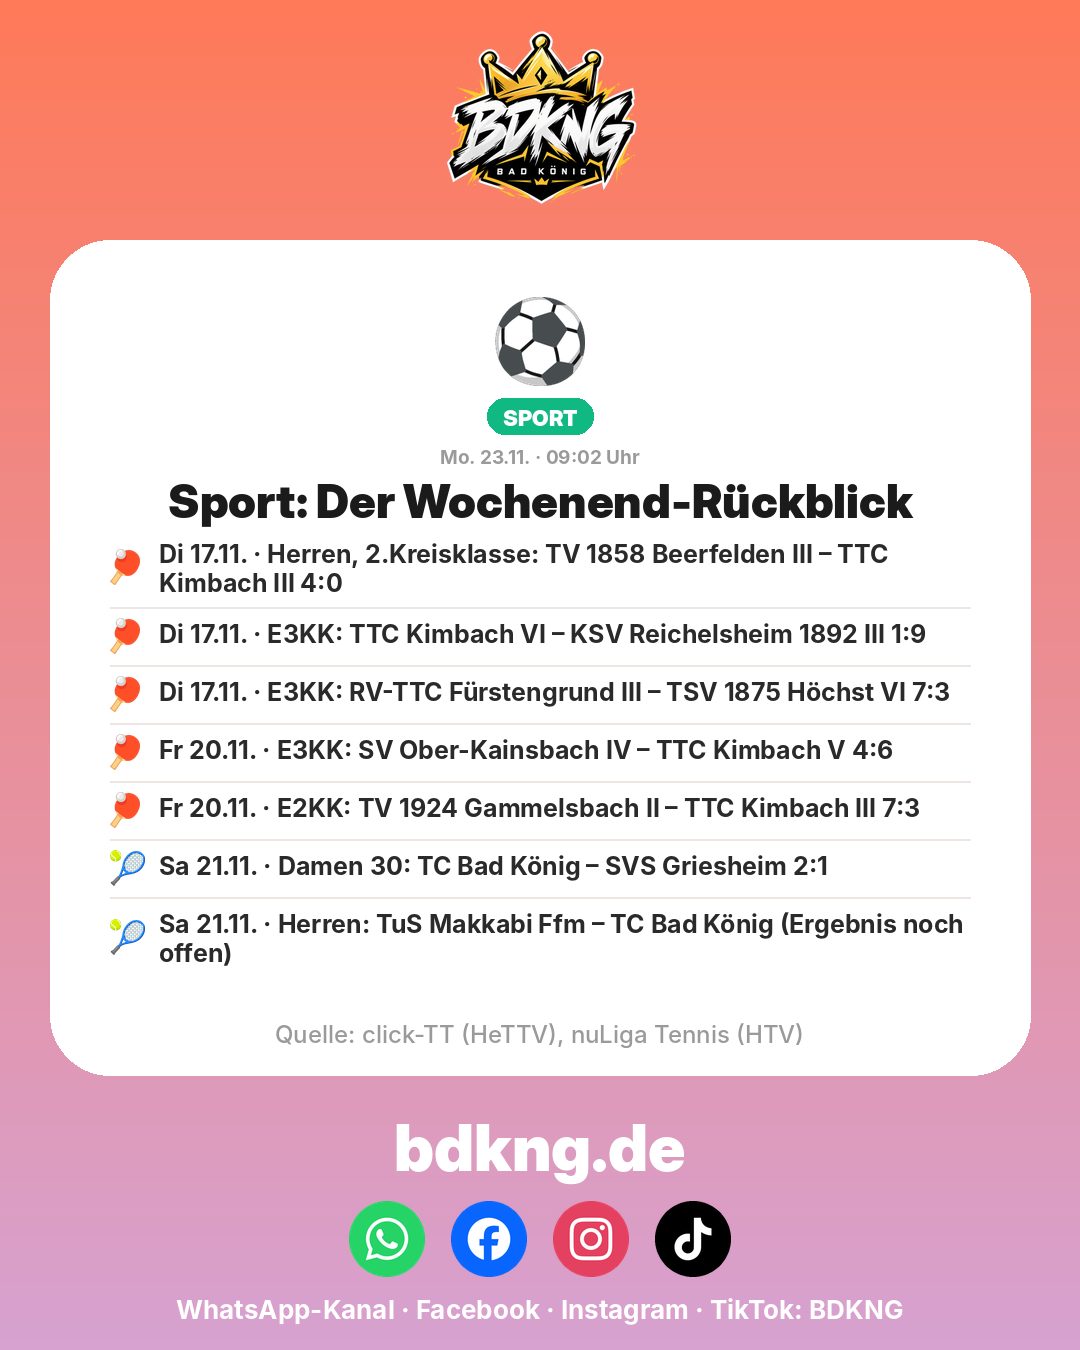 BDKNG
BAD KÖNIG
SPORT
Mo. 23.11. · 09:02 Uhr
Sport: Der Wochenend-Rückblick
Di 17.11. · Herren, 2.Kreisklasse: TV 1858 Beerfelden III – TTC
Kimbach III 4:0
Di 17.11. · E3KK: TTC Kimbach VI – KSV Reichelsheim 1892 III 1:9
Di 17.11. · E3KK: RV-TTC Fürstengrund III – TSV 1875 Höchst VI 7:3
Fr 20.11. · E3KK: SV Ober-Kainsbach IV – TTC Kimbach V 4:6
Fr 20.11. · E2KK: TV 1924 Gammelsbach II – TTC Kimbach III 7:3
Sa 21.11. · Damen 30: TC Bad König – SVS Griesheim 2:1
Sa 21.11. · Herren: TuS Makkabi Ffm – TC Bad König (Ergebnis noch
offen)
Quelle: click-TT (HeTTV), nuLiga Tennis (HTV)
bdkng.de
WhatsApp-Kanal · Facebook · Instagram · TikTok: BDKNG